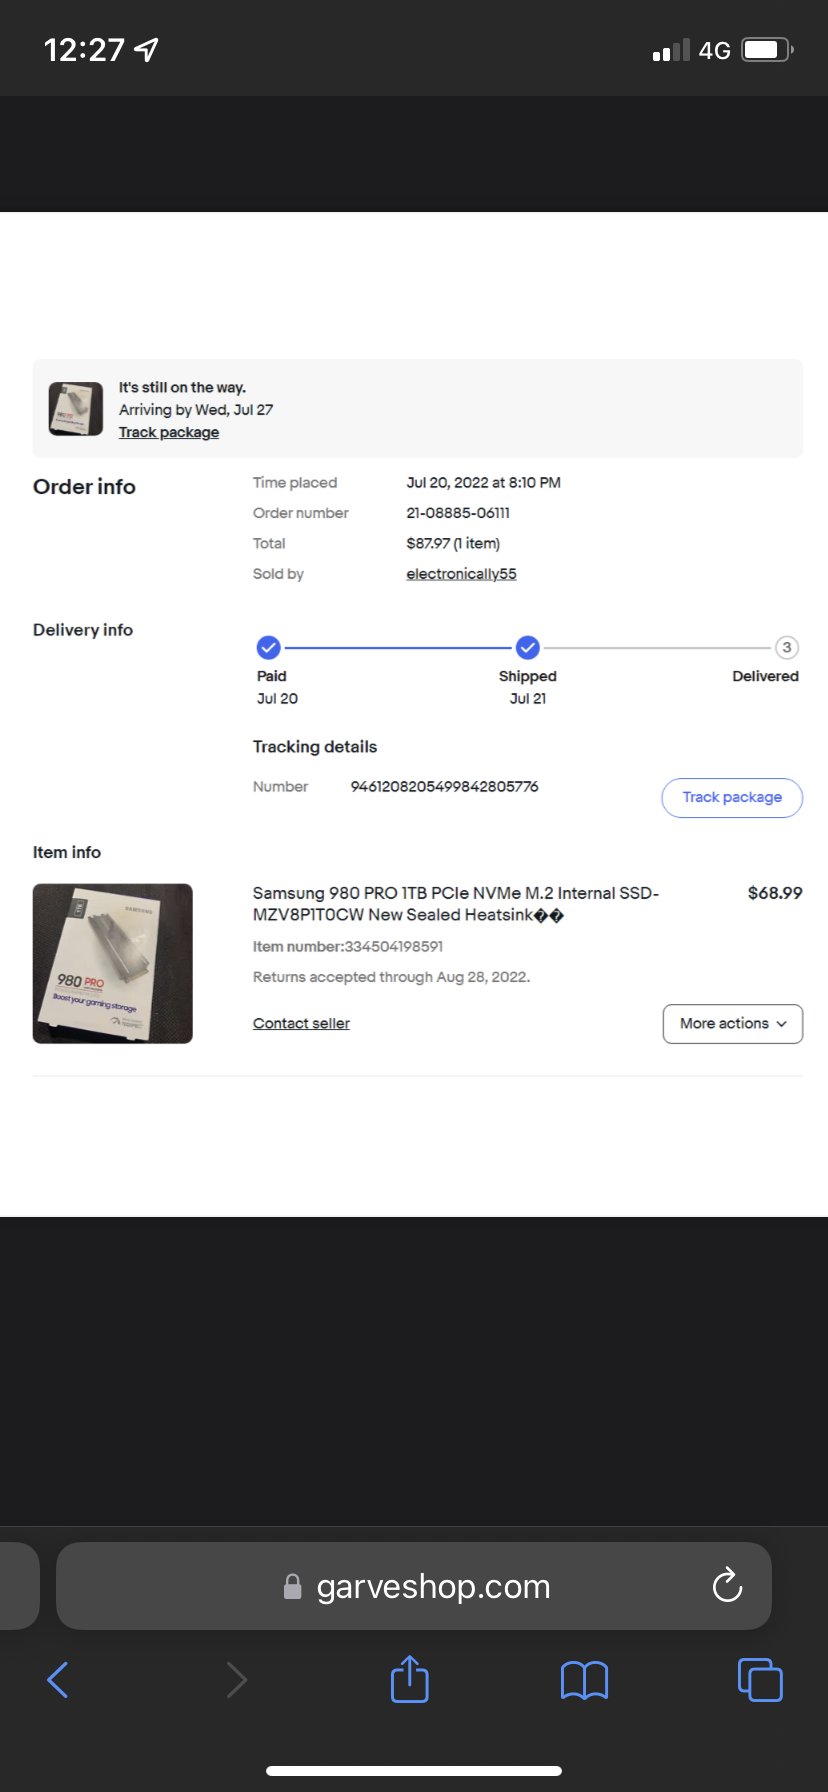 12:27
4G
It's still on the way.
Arriving by Wed, Jul 27
Track package
Order info
Time placed Jul 20, 2022 at 8:10 PM
Order number 21-08885-06111
Total $87.97 (1 item)
Sold by electronically55
Delivery info
3
Paid Shipped Delivered
Jul 20 Jul 21
Tracking details
Number 9461208205499842805776
Track package
Item info
Samsung 980 PRO 1TB PCIe NVMe M.2 Internal SSD- $68.99
MZV8P1T0CW New Sealed Heatsink��
Item number:334504198591
Returns accepted through Aug 28, 2022.
Contact seller
More actions
1TB
SAMSUNG
980 PRO
Boost your gaming storage
garveshop.com